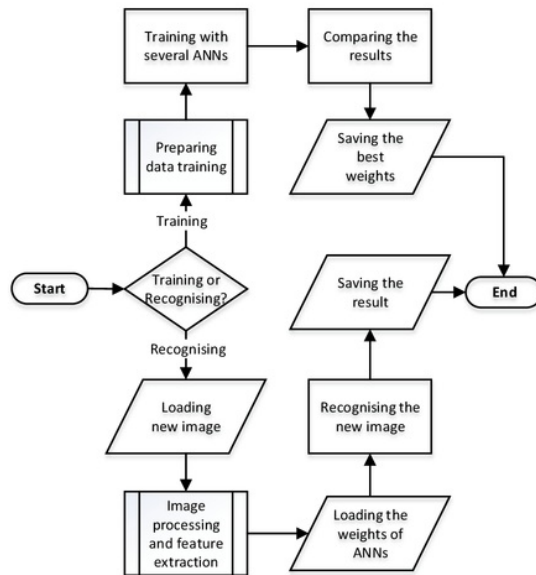 Training with
several ANNs
Comparing the
results
Preparing
data training
Saving the
best
weights
Training
Start
Training or
Recognising?
Saving the
result
End
Recognising
Loading
new image
Recognising the
new image
Image
processing
and feature
extraction
Loading the
weights of
ANNs